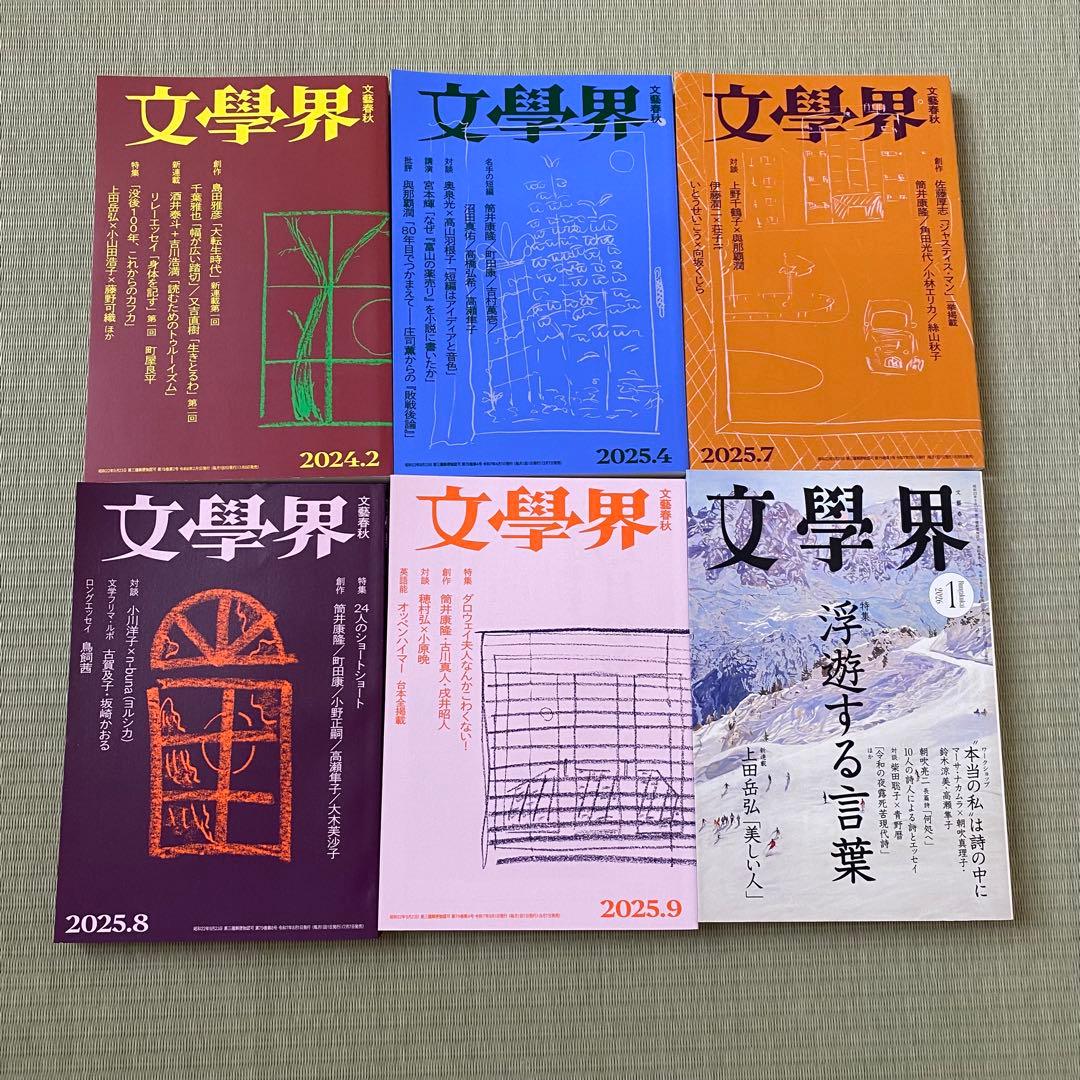 文學界
文藝春秋
創作 島田雅彦「大転生時代」新連載第一回
千葉雅也「幅が広い踏切」／又吉直樹「生きとるわ」第二回
新連載 酒井泰斗+吉川浩満「読むためのトゥルーイズム」
リレーエッセイ「身体を記す」第二回 町屋良平
特集 「没後100年、これからのカフカ」
上田岳弘×小山田浩子×藤野可織 ほか
2024.2
文學界
文藝春秋
名手の短編 筒井康隆／町田康／吉村萬壱／
沼田真佑／高橋弘希／高瀬隼子
対談 奥泉光×高山羽根子「短編はアイディアと音色」
講演 宮本輝「なぜ『富山の薬売り』を小説に書いたか」
批評 與那覇潤「80年目でつかまえて──庄司薫からの『敗戦後論』」
2025.4
文學界
文藝春秋
創作 佐藤厚志「ジャスティス・マン」一挙掲載
筒井康隆／角田光代／小林エリカ／絲山秋子
対談 上野千鶴子×與那覇潤
伊藤潤二×荘子it
いとうせいこう×向坂くじら
2025.7
文學界
文藝春秋
特集 24人のショートショート
創作 筒井康隆／町田康／小野正嗣／高瀬隼子／大木芙沙子
対談 小川洋子×n-buna(ヨルシカ)
文学フリマ・ルポ 古賀及子・坂崎かおる
ロングエッセイ 鳥飼茜
2025.8
文學界
文藝春秋
特集 ダロウェイ夫人なんかこわくない！
創作 筒井康隆・古川真人・戌井昭人
対談 穂村弘×小原晩
英語能 オッペンハイマー 台本全掲載
2025.9
文學界
1
2026
特集
浮遊する言葉
ワークショップ
“本当の私”は詩の中に
マーサ・ナカムラ×朝吹真理子・
鈴木涼美・高瀬隼子
朝吹亮二 長篇詩「何処へ」
10人の詩人による詩とエッセイ
対談 柴田聡子×青野暦
「令和の夜露死苦現代詩」
ほか
新連載
上田岳弘「美しい人」